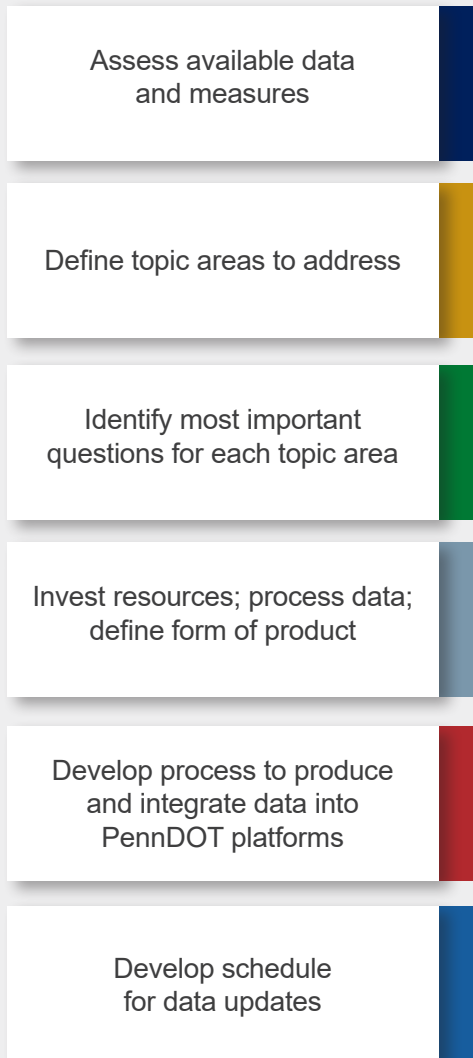 Assess available data
and measures
Define topic areas to address
Identify most important
questions for each topic area
Invest resources; process data;
define form of product
Develop process to produce
and integrate data into
PennDOT platforms
Develop schedule
for data updates